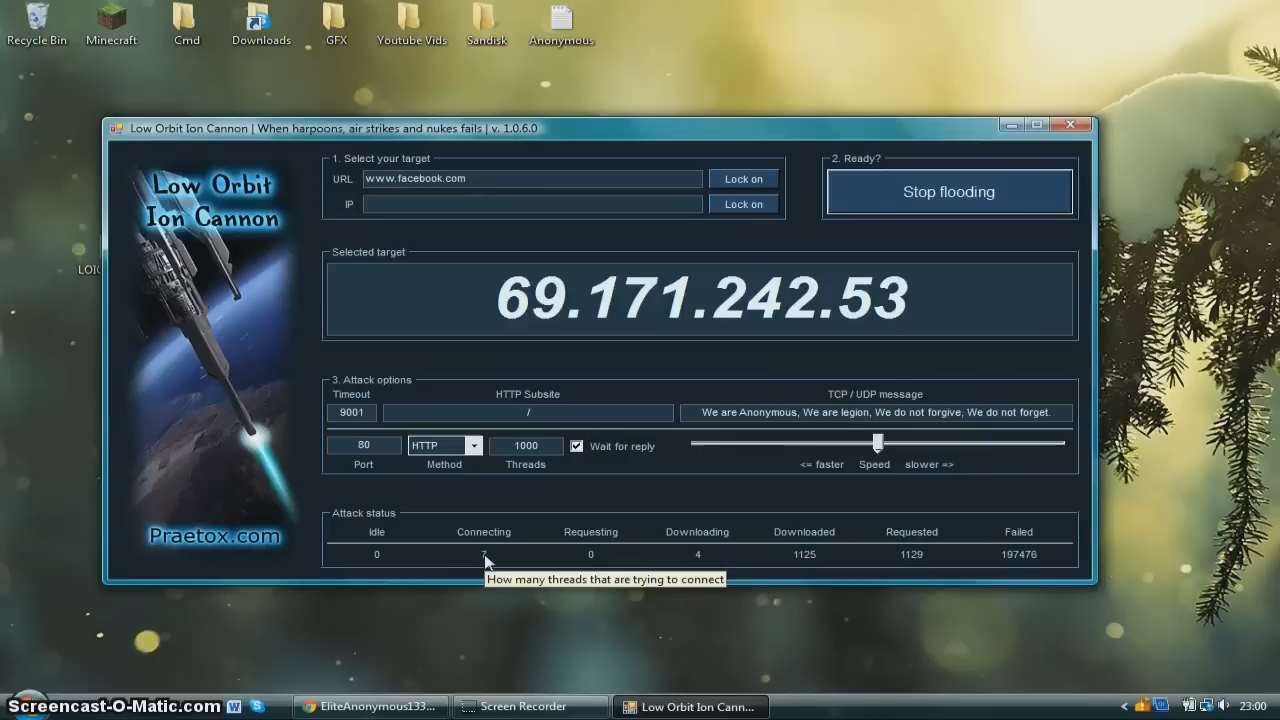 Recycle Bin
Minecraft
Cmd
Downloads
GFX
Youtube Vids
Sandisk
Anonymous
LOIC
Low Orbit Ion Cannon | When harpoons, air strikes and nukes fails | v. 1.0.6.0
Low Orbit
Ion Cannon
Praetox.com
1. Select your target
URL www.facebook.com Lock on
IP Lock on
2. Ready?
Stop flooding
Selected target
69.171.242.53
3. Attack options
Timeout HTTP Subsite TCP / UDP message
9001 / We are Anonymous, We are legion, We do not forgive, We do not forget.
80 HTTP 1000 Wait for reply
Port Method Threads <= faster Speed slower =>
Attack status
Idle Connecting Requesting Downloading Downloaded Requested Failed
0 7 0 4 1125 1129 197476
How many threads that are trying to connect
Screencast-O-Matic.com
EliteAnonymous133...
Screen Recorder
Low Orbit Ion Cann...
23:00